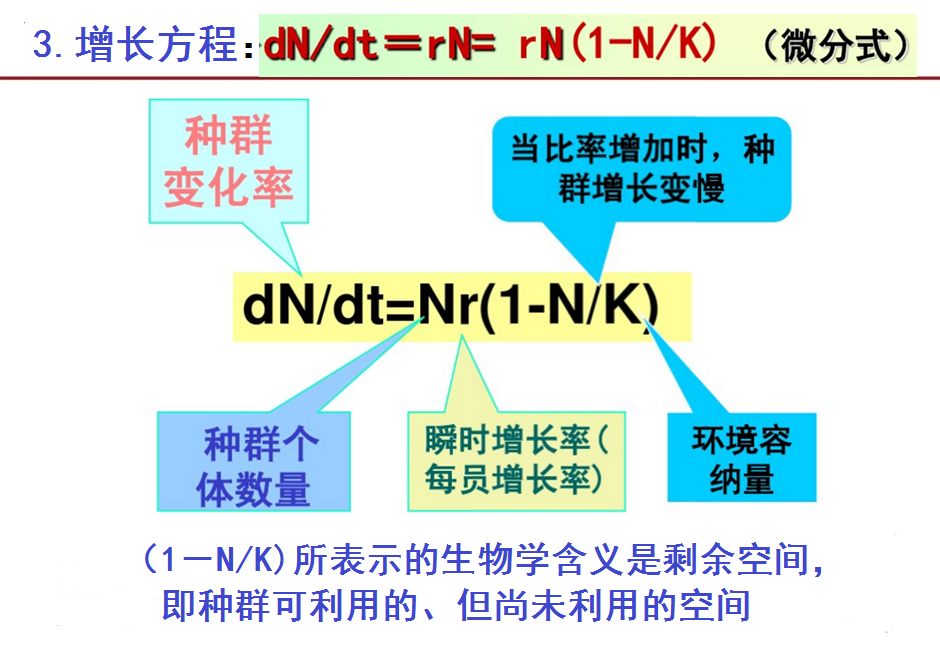 3.增长方程:dN/dt＝rN= rN(1-N/K) (微分式)
种群
变化率
当比率增加时，种
群增长变慢
dN/dt=Nr(1-N/K)
种群个
体数量
瞬时增长率(
每员增长率)
环境容
纳量
(1－N/K)所表示的生物学含义是剩余空间,
即种群可利用的、但尚未利用的空间